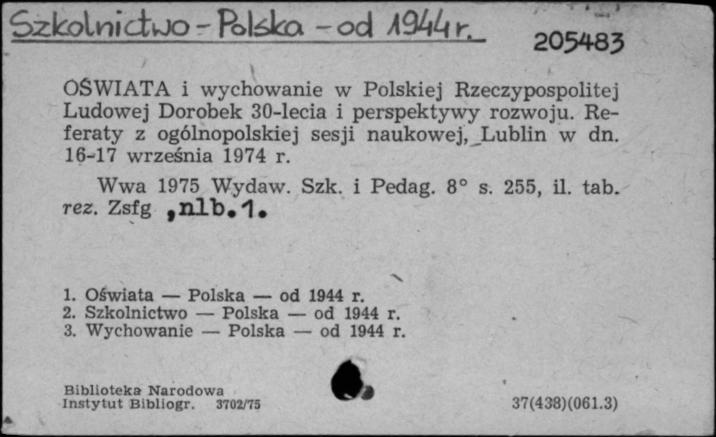 Szkolnictwo - Polska - od 1944 r.
205483
OŚWIATA i wychowanie w Polskiej Rzeczypospolitej
Ludowej Dorobek 30-lecia i perspektywy rozwoju. Re-
feraty z ogólnopolskiej sesji naukowej, Lublin w dn.
16-17 września 1974 r.
Wwa 1975 Wydaw. Szk. i Pedag. 8° s. 255, il. tab.
rez. Zsfg , nlb. 1.
1. Oświata — Polska — od 1944 r.
2. Szkolnictwo — Polska — od 1944 r.
3. Wychowanie — Polska — od 1944 r.
Biblioteka Narodowa
Instytut Bibliogr. 3702/75
37(438)(061.3)